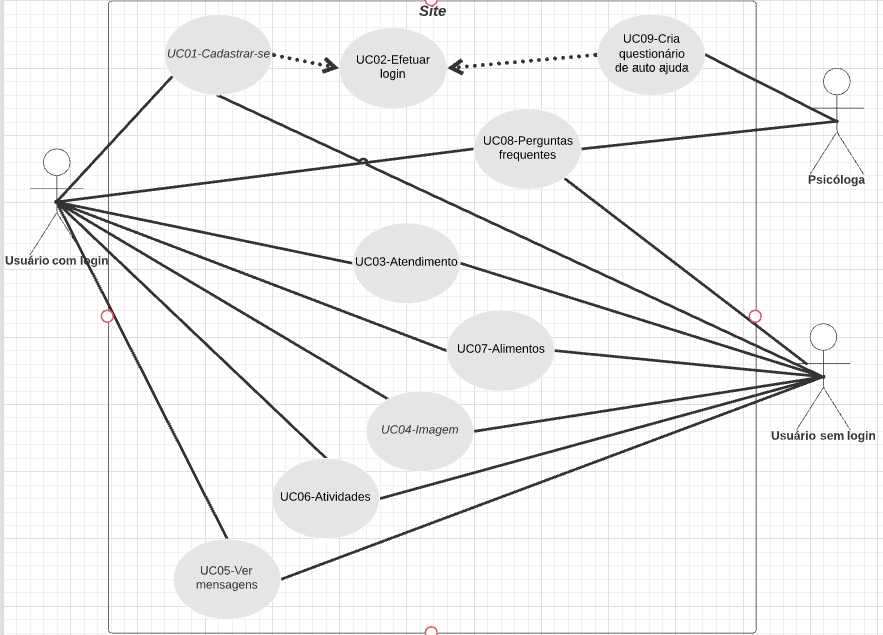 Site
UC01-Cadastrar-se
UC02-Efetuar
login
UC09-Cria
questionário
de auto ajuda
UC08-Perguntas
frequentes
Psicóloga
Usuário com login
UC03-Atendimento
UC07-Alimentos
UC04-Imagem
Usuário sem login
UC06-Atividades
UC05-Ver
mensagens